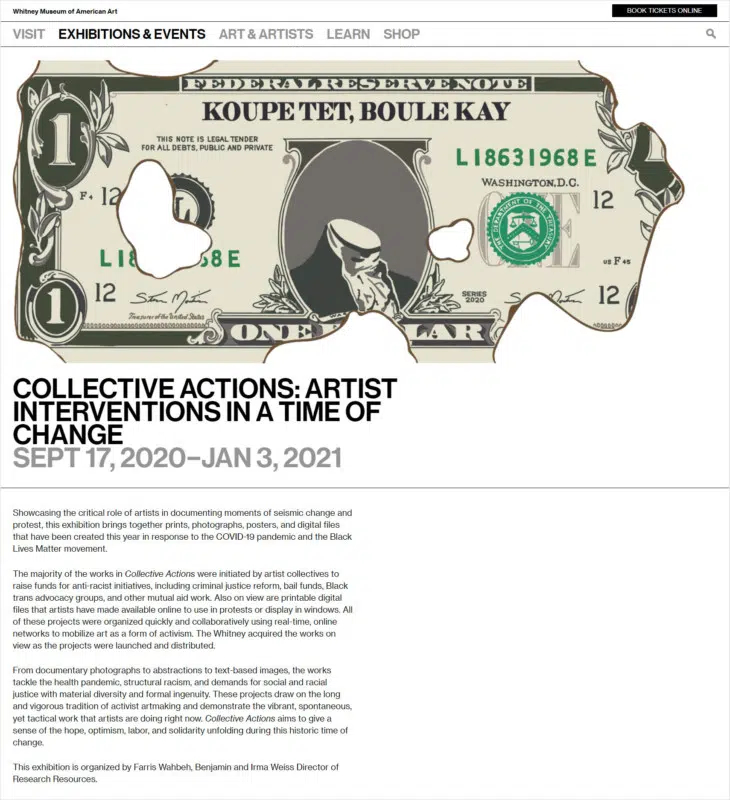 Whitney Museum of American Art
BOOK TICKETS ONLINE
VISIT EXHIBITIONS & EVENTS ART & ARTISTS LEARN SHOP
FEDERAL RESERVE NOTE
KOUPE TET, BOULE KAY
THIS NOTE IS LEGAL TENDER
FOR ALL DEBTS, PUBLIC AND PRIVATE
L18631968E
WASHINGTON, D.C.
1
1
F+ 12
L
12
ONE
THE DEPARTMENT OF THE TREASURY
L18 68E
US F 45
12
SERIES
2020
12
1
Treasurer of the United States
ONE LAR
COLLECTIVE ACTIONS: ARTIST
INTERVENTIONS IN A TIME OF
CHANGE
SEPT 17, 2020–JAN 3, 2021
Showcasing the critical role of artists in documenting moments of seismic change and
protest, this exhibition brings together prints, photographs, posters, and digital files
that have been created this year in response to the COVID-19 pandemic and the Black
Lives Matter movement.
The majority of the works in Collective Actions were initiated by artist collectives to
raise funds for anti-racist initiatives, including criminal justice reform, bail funds, Black
trans advocacy groups, and other mutual aid work. Also on view are printable digital
files that artists have made available online to use in protests or display in windows. All
of these projects were organized quickly and collaboratively using real-time, online
networks to mobilize art as a form of activism. The Whitney acquired the works on
view as the projects were launched and distributed.
From documentary photographs to abstractions to text-based images, the works
tackle the health pandemic, structural racism, and demands for social and racial
justice with material diversity and formal ingenuity. These projects draw on the long
and vigorous tradition of activist artmaking and demonstrate the vibrant, spontaneous,
yet tactical work that artists are doing right now. Collective Actions aims to give a
sense of the hope, optimism, labor, and solidarity unfolding during this historic time of
change.
This exhibition is organized by Farris Wahbeh, Benjamin and Irma Weiss Director of
Research Resources.